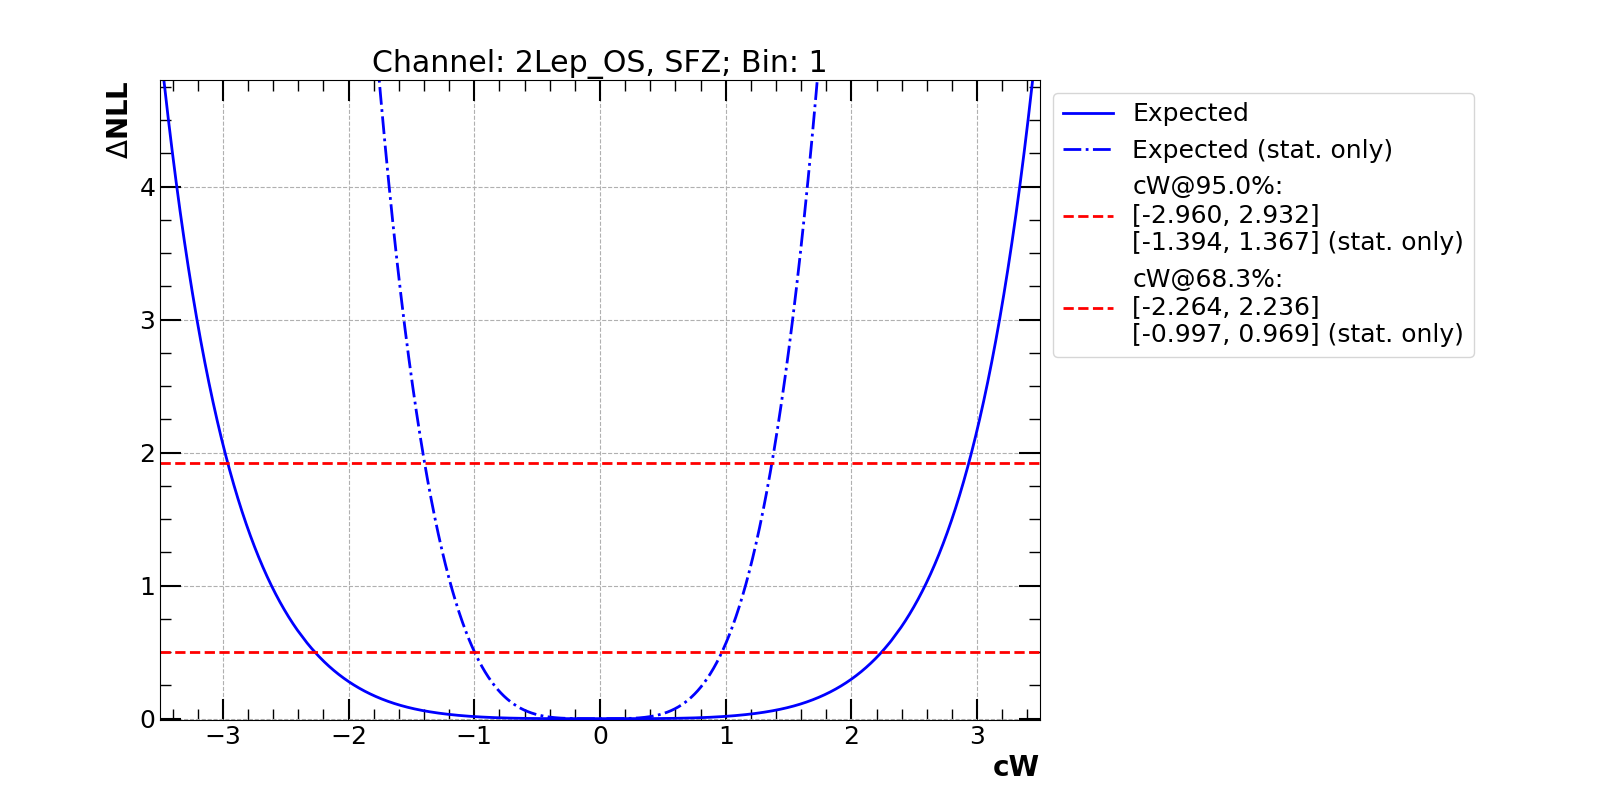 Channel: 2Lep_OS, SFZ; Bin: 1
ΔNLL
4
3
2
1
0
−3 −2 −1 0 1 2 3
cW
Expected
Expected (stat. only)
cW@95.0%:
[-2.960, 2.932]
[-1.394, 1.367] (stat. only)
cW@68.3%:
[-2.264, 2.236]
[-0.997, 0.969] (stat. only)